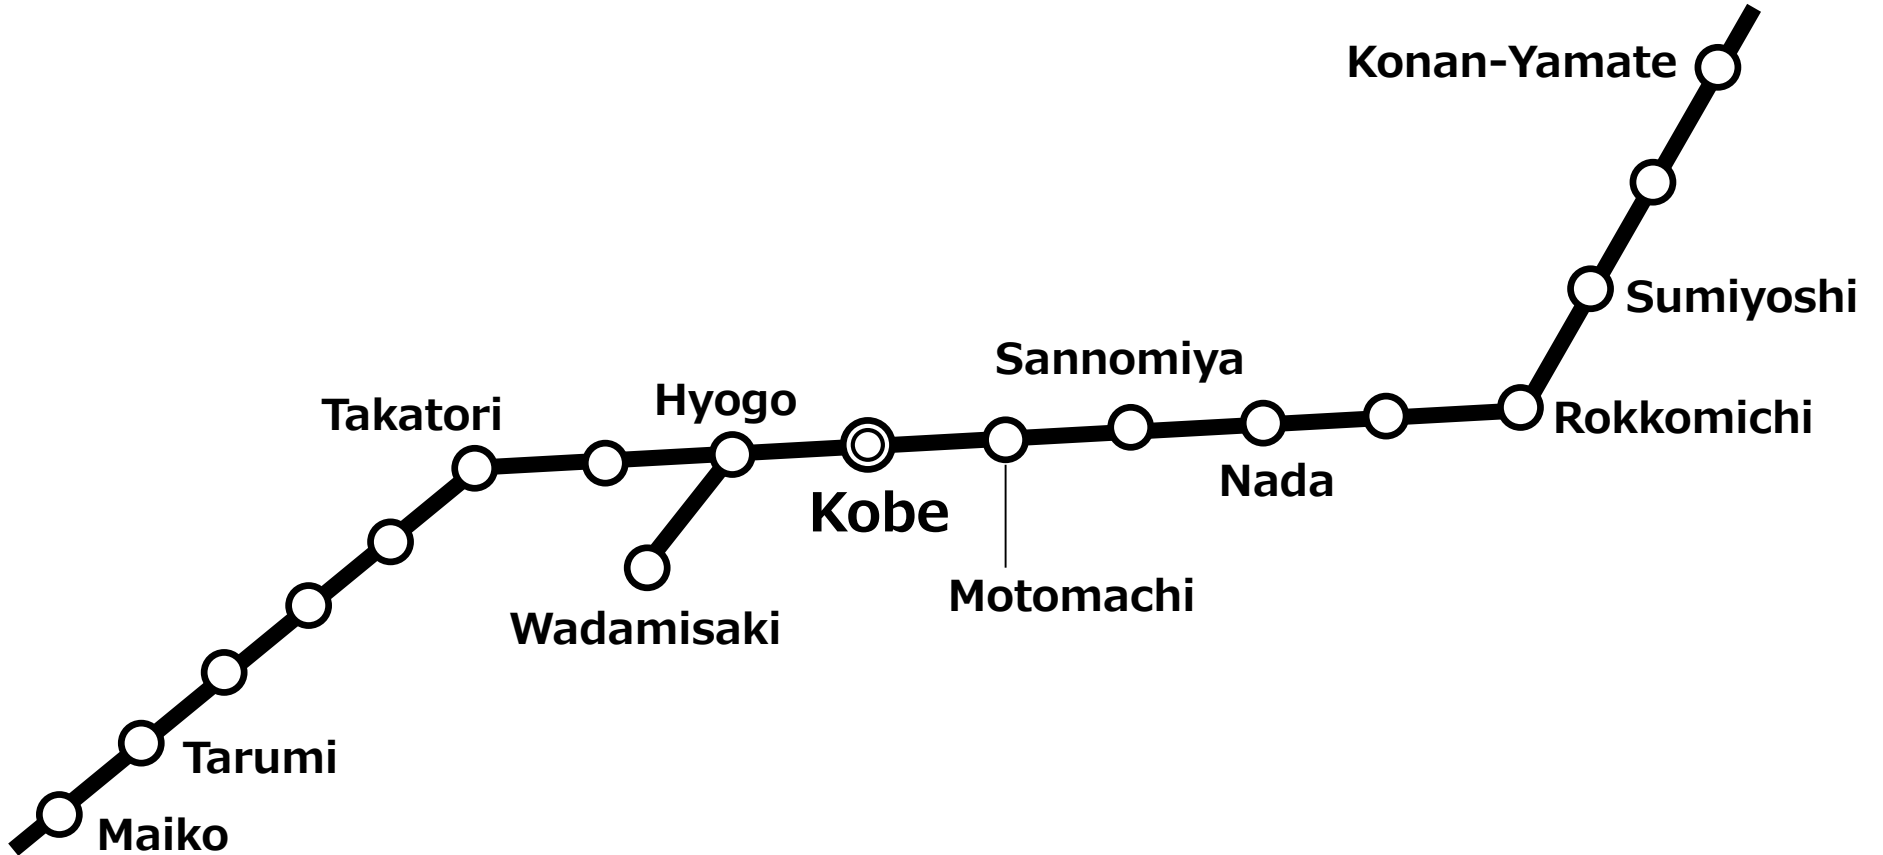 Konan-Yamate
Sumiyoshi
Sannomiya
Hyogo
Takatori
Rokkomichi
Nada
Kobe
Motomachi
Wadamisaki
Tarumi
Maiko